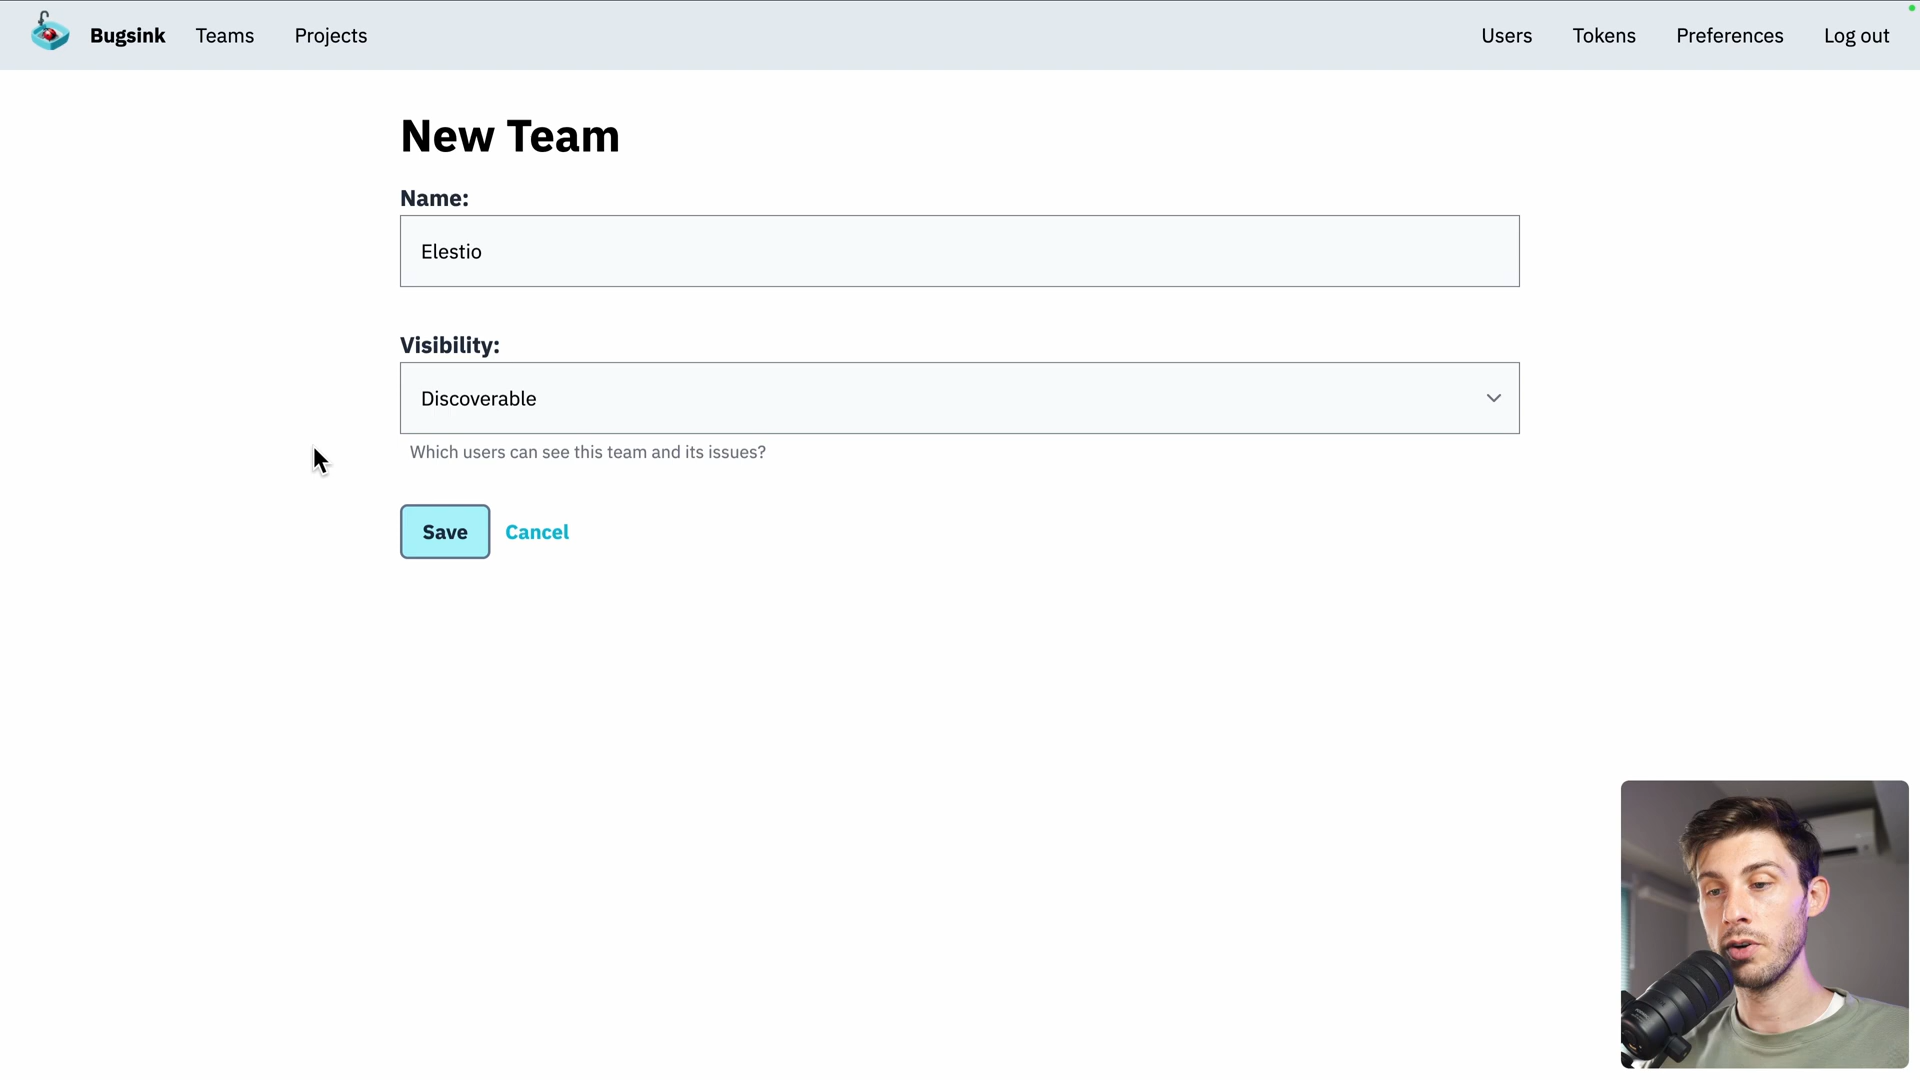 Bugsink Teams Projects Users Tokens Preferences Log out
New Team
Name:
Elestio
Visibility:
Discoverable
Which users can see this team and its issues?
Save Cancel